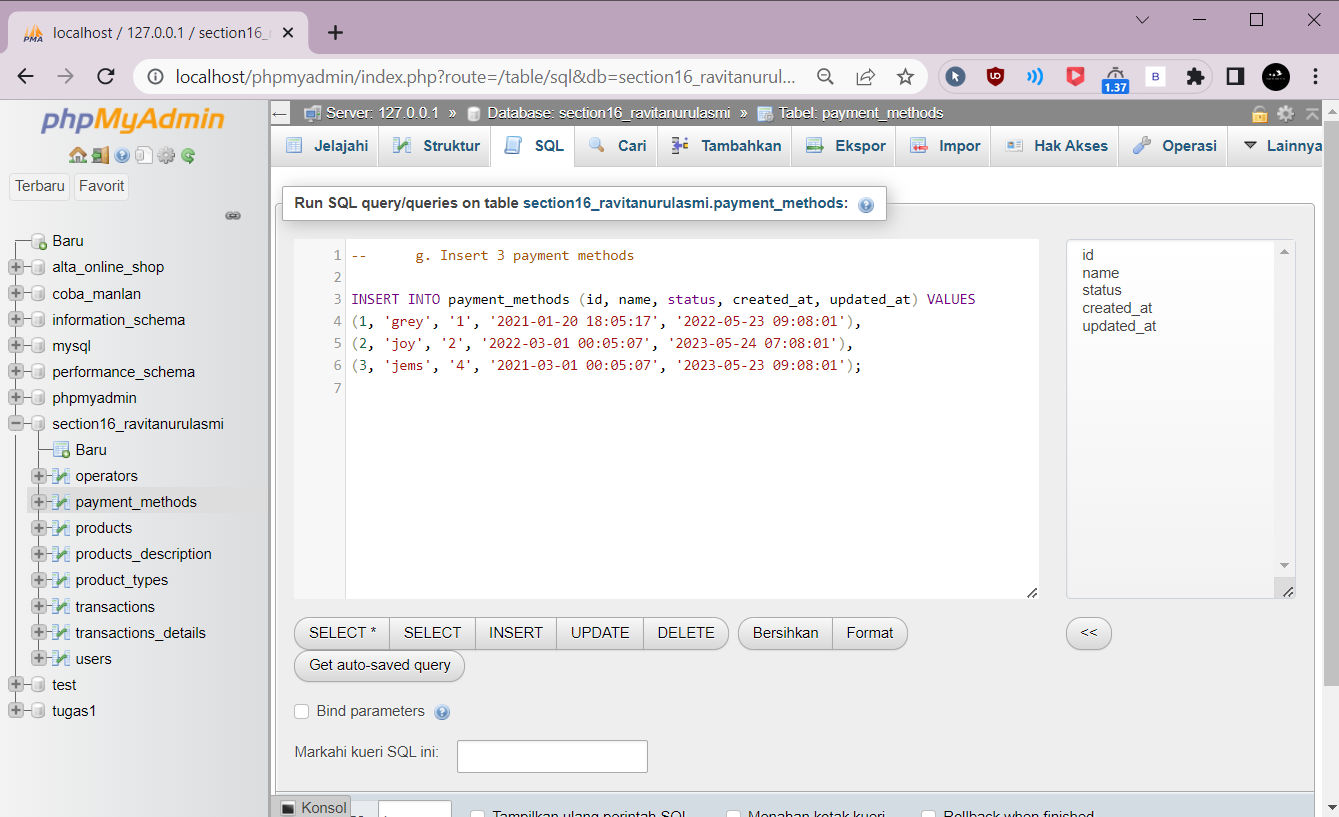 localhost / 127.0.0.1 / section16_
localhost/phpmyadmin/index.php?route=/table/sql&db=section16_ravitanurul...
1.37
phpMyAdmin
Terbaru Favorit
Baru
alta_online_shop
coba_manlan
information_schema
mysql
performance_schema
phpmyadmin
section16_ravitanurulasmi
Baru
operators
payment_methods
products
products_description
product_types
transactions
transactions_details
users
test
tugas1
Server: 127.0.0.1 » Database: section16_ravitanurulasmi » Tabel: payment_methods
Jelajahi Struktur SQL Cari Tambahkan Ekspor Impor Hak Akses Operasi Lainnya
Run SQL query/queries on table section16_ravitanurulasmi.payment_methods:
1 -- g. Insert 3 payment methods
2
3 INSERT INTO payment_methods (id, name, status, created_at, updated_at) VALUES
4 (1, 'grey', '1', '2021-01-20 18:05:17', '2022-05-23 09:08:01'),
5 (2, 'joy', '2', '2022-03-01 00:05:07', '2023-05-24 07:08:01'),
6 (3, 'jems', '4', '2021-03-01 00:05:07', '2023-05-23 09:08:01');
7
id
name
status
created_at
updated_at
SELECT * SELECT INSERT UPDATE DELETE Bersihkan Format <<
Get auto-saved query
Bind parameters
Markahi kueri SQL ini:
Konsol
Tampilkan ulang perintah SQL Menahan kotak kueri Rollback when finished